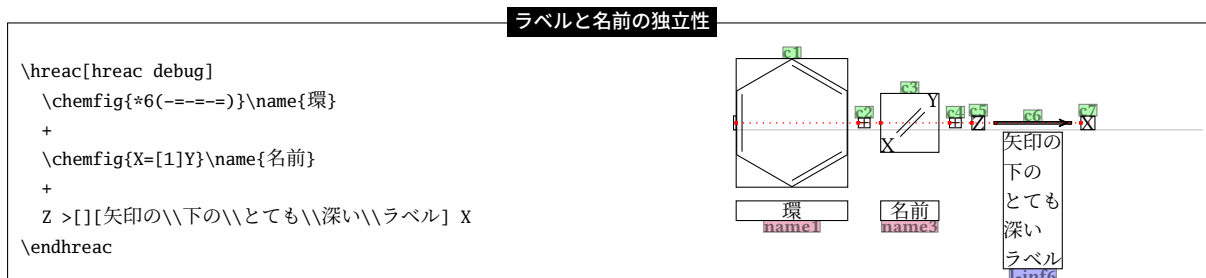 ラベルと名前の独立性
\hreac[hreac debug]
\chemfig{*6(-=-=-=)}\name{環}
+
\chemfig{X=[1]Y}\name{名前}
+
Z >[][矢印の\\下の\\とても\\深い\\ラベル] X
\endhreac
c1
c2
c3
c4
c5
c6
c7
X
Y
Z
X
環
name1
名前
name3
矢印の
下の
とても
深い
ラベル
l-inf6